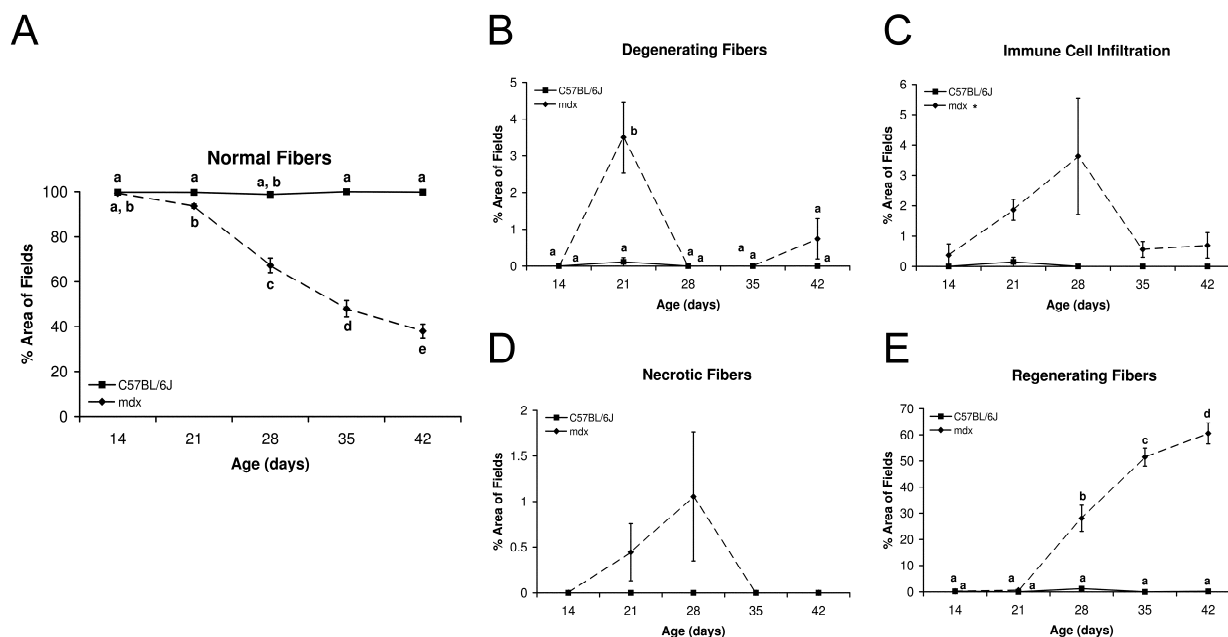 A
Normal Fibers
% Area of Fields
100
80
60
40
20
0
a
a
a, b
a
a
a, b
b
c
d
e
C57BL/6J
mdx
14
21
28
35
42
Age (days)
B
Degenerating Fibers
% Area of Fields
5
4
3
2
1
0
C57BL/6J
mdx
b
a
a
a
a
a
a
a
a
a
14
21
28
35
42
Age (days)
C
Immune Cell Infiltration
% Area of Fields
6
5
4
3
2
1
0
C57BL/6J
mdx *
14
21
28
35
42
Age (days)
D
Necrotic Fibers
% Area of Fields
2
1.5
1
0.5
0
C57BL/6J
mdx
14
21
28
35
42
Age (days)
E
Regenerating Fibers
% Area of Fields
70
60
50
40
30
20
10
0
C57BL/6J
mdx
d
c
b
a
a
a
a
a
a
a
14
21
28
35
42
Age (days)